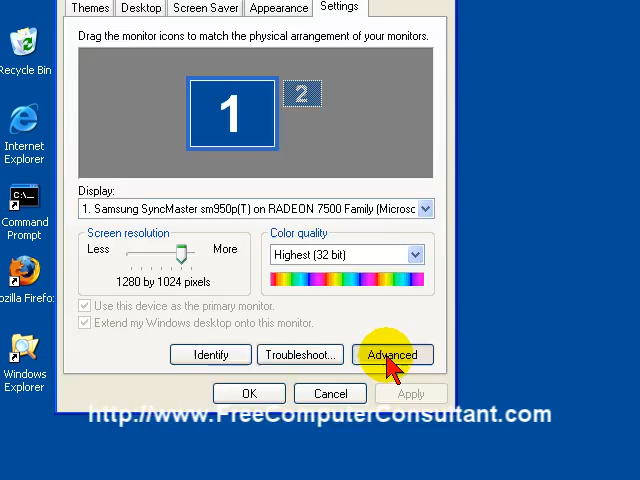 Themes Desktop Screen Saver Appearance Settings
Drag the monitor icons to match the physical arrangement of your monitors.
1 2
Recycle Bin
Internet
Explorer
Display:
1. Samsung SyncMaster sm950p(T) on RADEON 7500 Family (Microsc
Command
Prompt
Screen resolution Color quality
Less More
Highest (32 bit)
1280 by 1024 pixels
ozilla Firefo:
Use this device as the primary monitor.
Extend my Windows desktop onto this monitor.
Identify Troubleshoot... Advanced
Windows
Explorer
OK Cancel Apply
http://www.FreeComputerConsultant.com